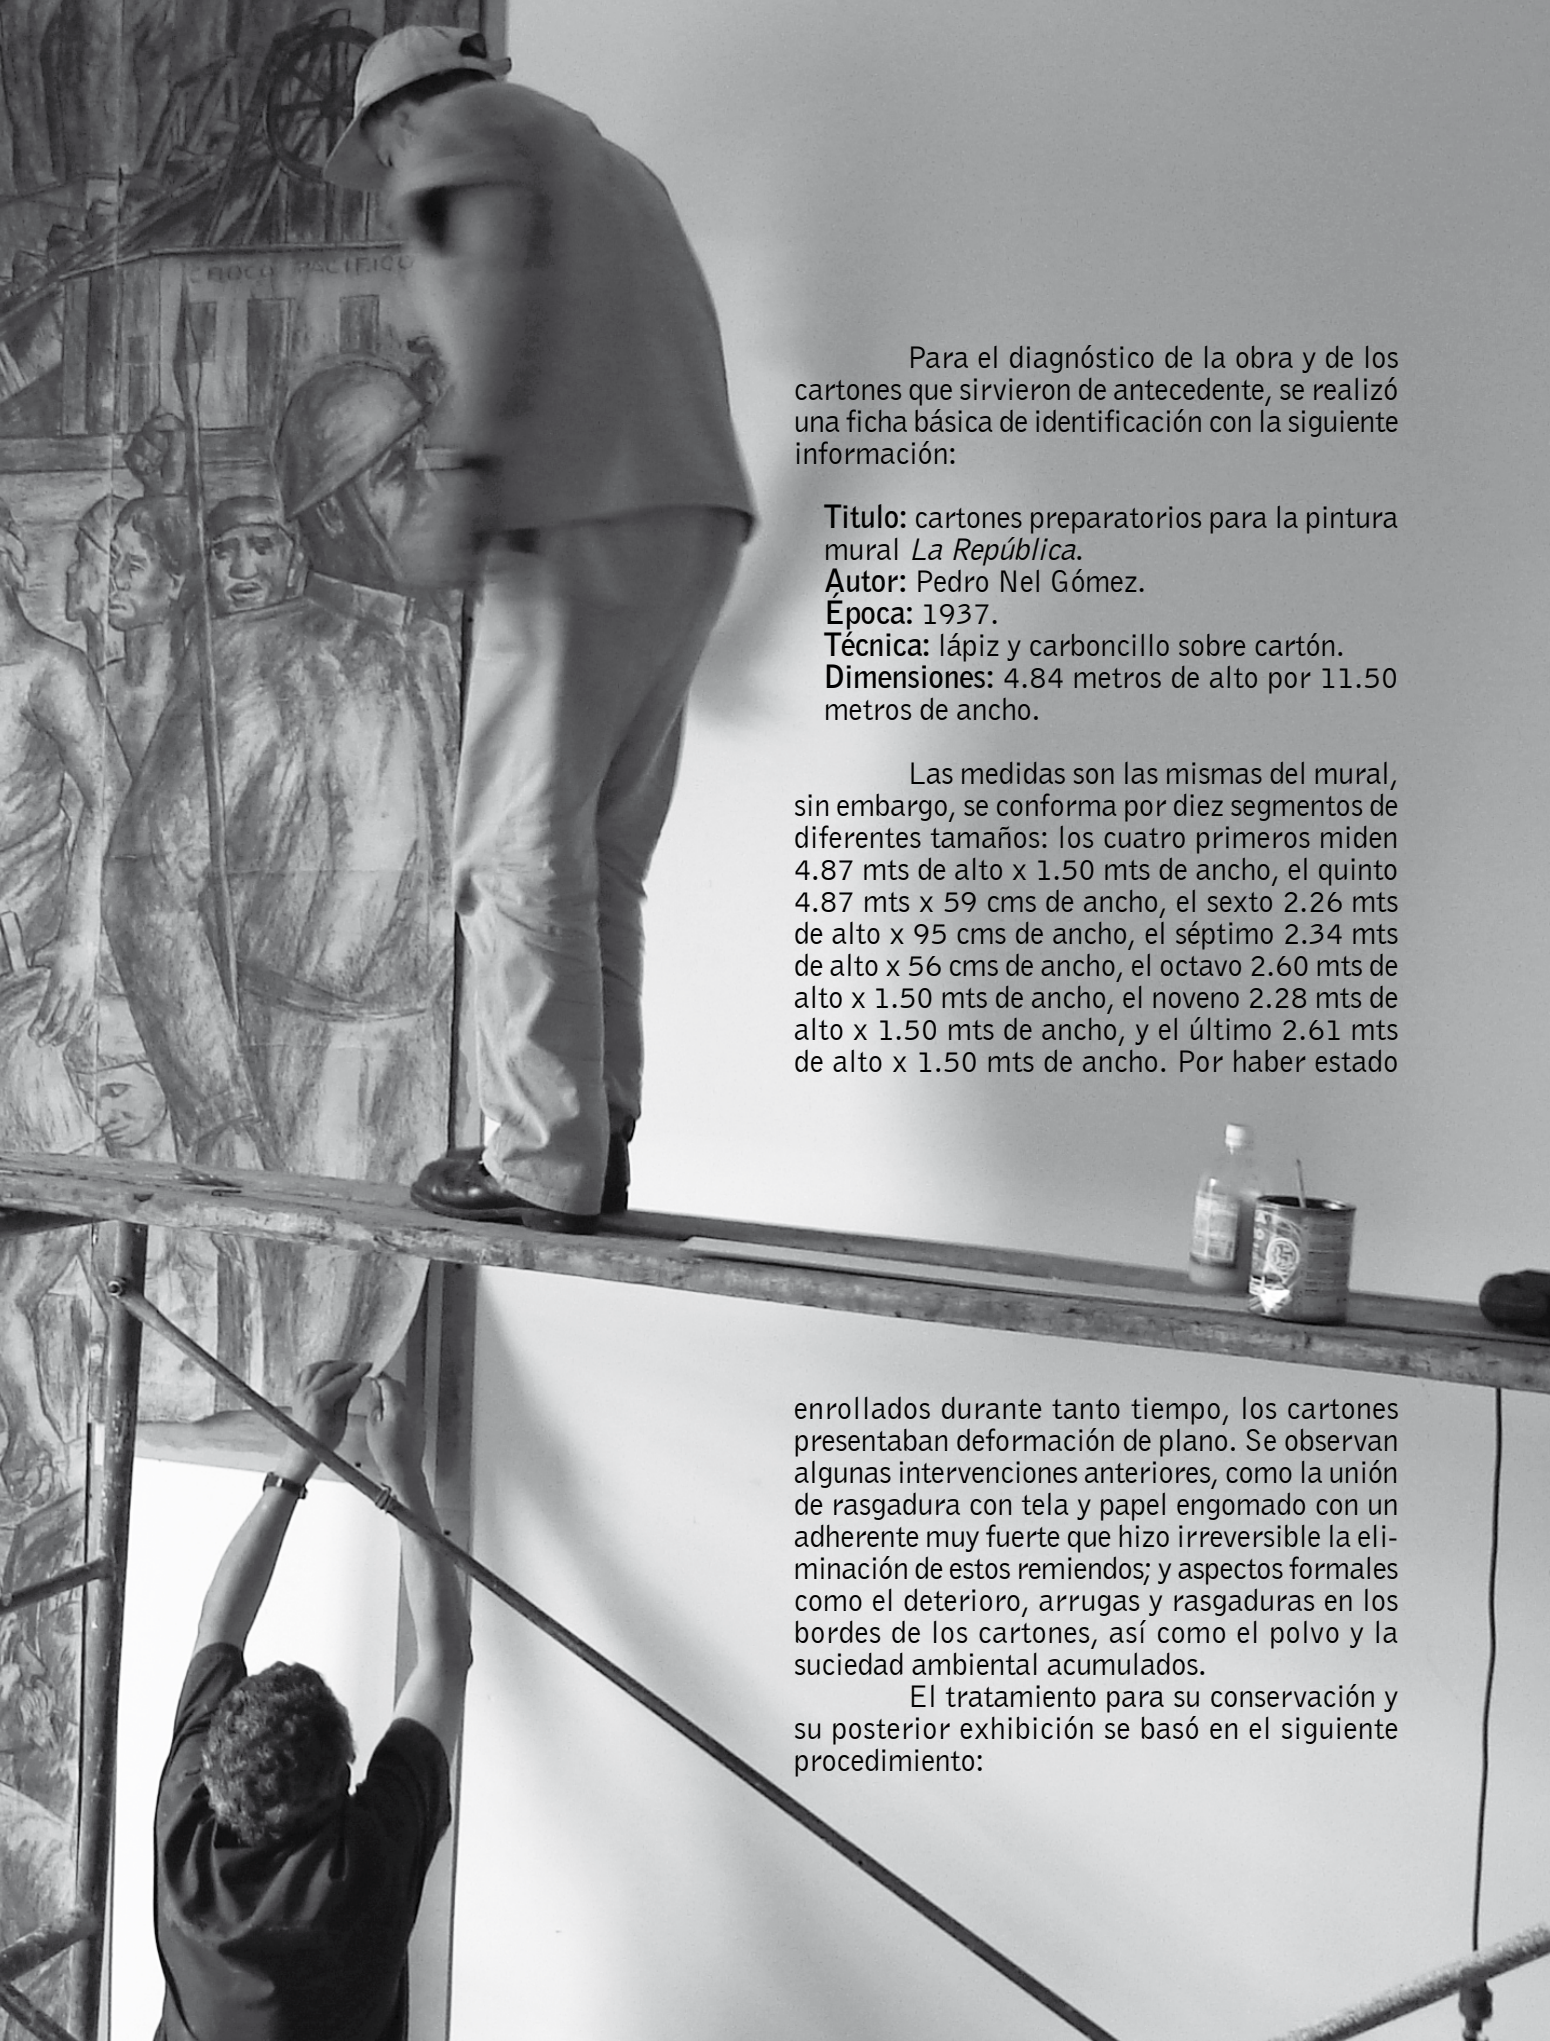 CHOCO PACIFICO
Para el diagnóstico de la obra y de los
cartones que sirvieron de antecedente, se realizó
una ficha básica de identificación con la siguiente
información:
Titulo: cartones preparatorios para la pintura
mural La República.
Autor: Pedro Nel Gómez.
Época: 1937.
Técnica: lápiz y carboncillo sobre cartón.
Dimensiones: 4.84 metros de alto por 11.50
metros de ancho.
Las medidas son las mismas del mural,
sin embargo, se conforma por diez segmentos de
diferentes tamaños: los cuatro primeros miden
4.87 mts de alto x 1.50 mts de ancho, el quinto
4.87 mts x 59 cms de ancho, el sexto 2.26 mts
de alto x 95 cms de ancho, el séptimo 2.34 mts
de alto x 56 cms de ancho, el octavo 2.60 mts de
alto x 1.50 mts de ancho, el noveno 2.28 mts de
alto x 1.50 mts de ancho, y el último 2.61 mts
de alto x 1.50 mts de ancho. Por haber estado
enrollados durante tanto tiempo, los cartones
presentaban deformación de plano. Se observan
algunas intervenciones anteriores, como la unión
de rasgadura con tela y papel engomado con un
adherente muy fuerte que hizo irreversible la eli-
minación de estos remiendos; y aspectos formales
como el deterioro, arrugas y rasgaduras en los
bordes de los cartones, así como el polvo y la
suciedad ambiental acumulados.
El tratamiento para su conservación y
su posterior exhibición se basó en el siguiente
procedimiento: